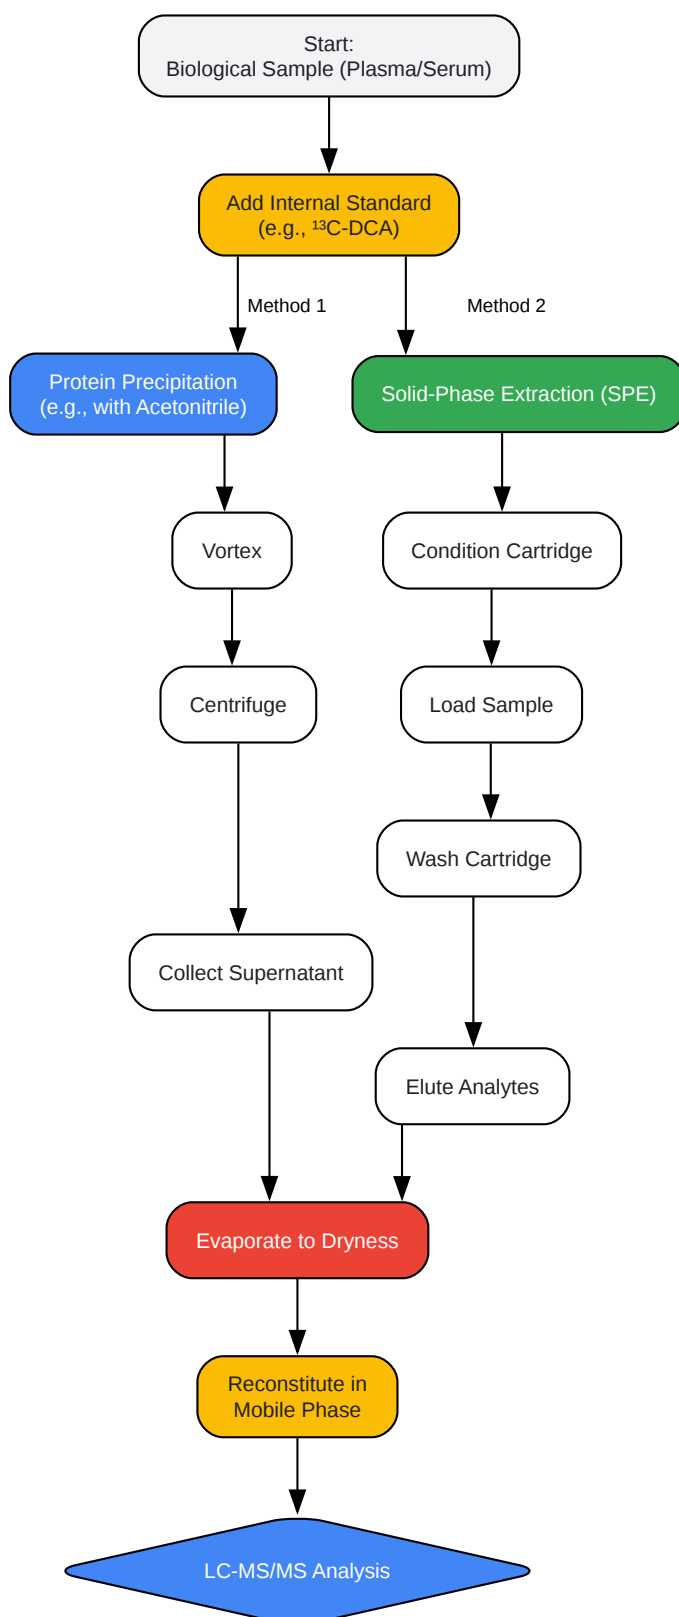 Start:
Biological Sample (Plasma/Serum)
Add Internal Standard
(e.g., ¹³C-DCA)
Method 1
Method 2
Protein Precipitation
(e.g., with Acetonitrile)
Solid-Phase Extraction (SPE)
Vortex
Condition Cartridge
Centrifuge
Load Sample
Wash Cartridge
Collect Supernatant
Elute Analytes
Evaporate to Dryness
Reconstitute in
Mobile Phase
LC-MS/MS Analysis